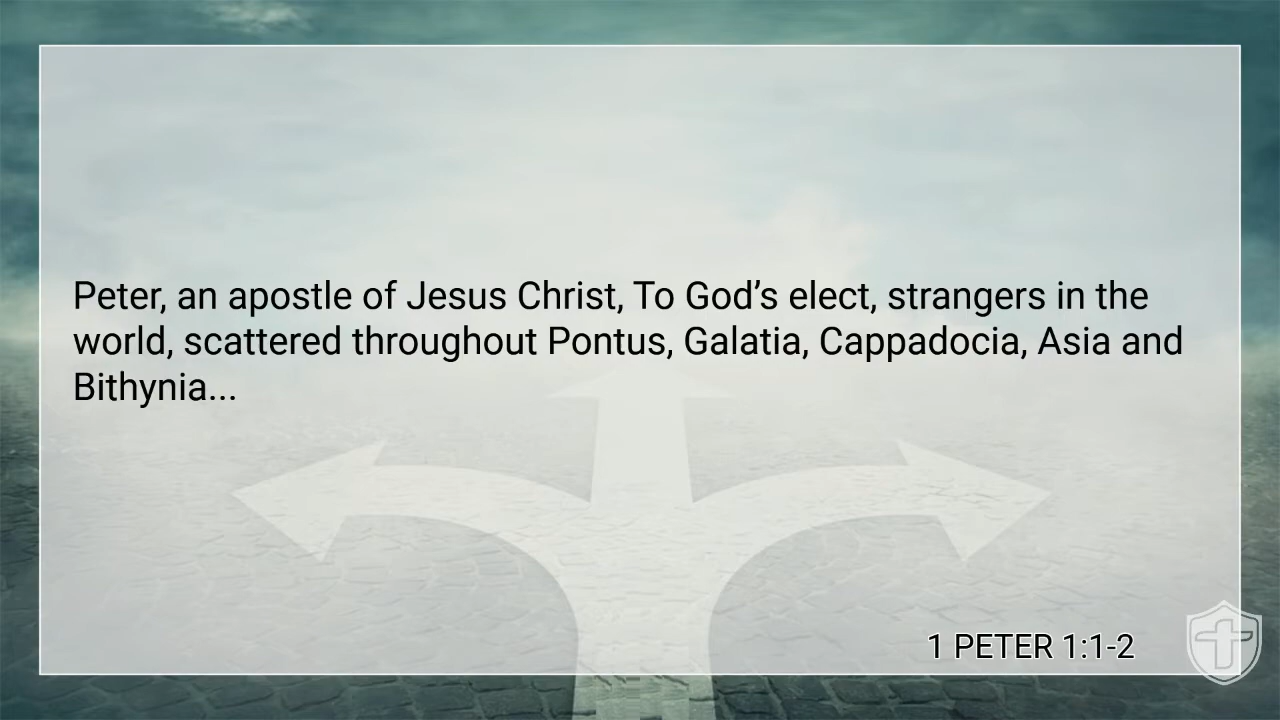 Peter, an apostle of Jesus Christ, To God’s elect, strangers in the
world, scattered throughout Pontus, Galatia, Cappadocia, Asia and
Bithynia...
1 PETER 1:1-2